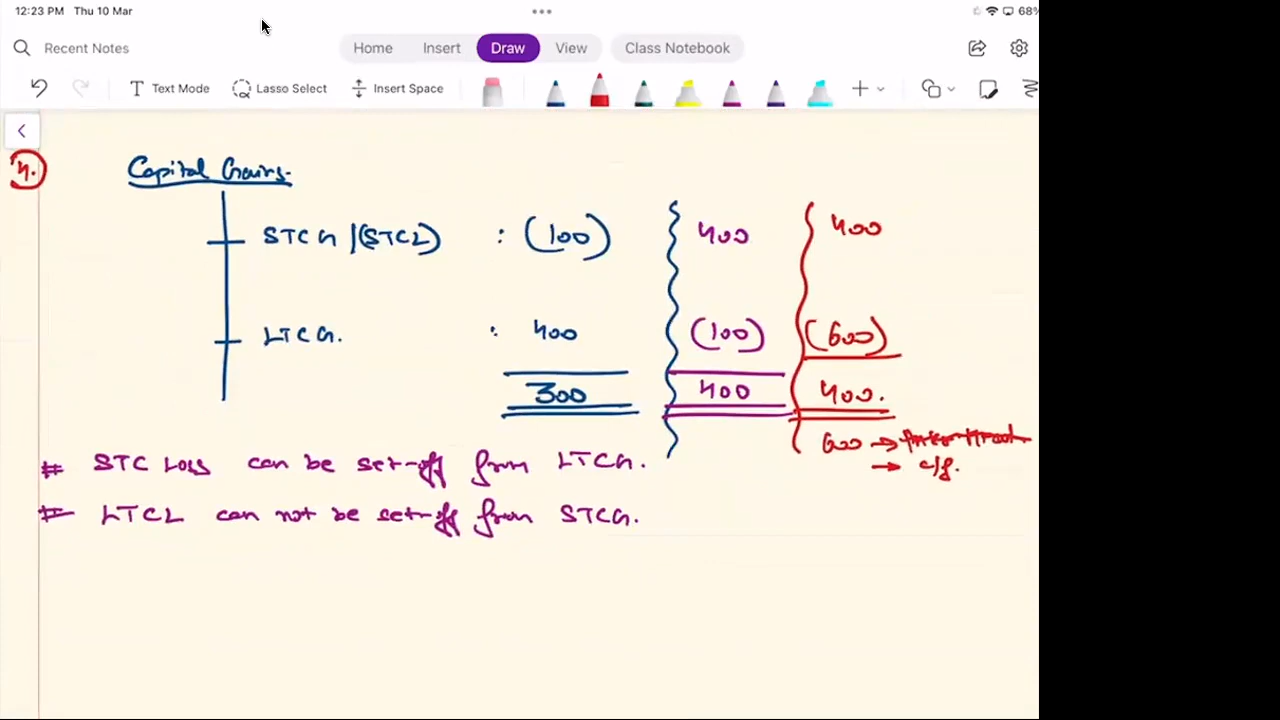 12:23 PM Thu 10 Mar
68%
Recent Notes
Home Insert Draw View Class Notebook
Text Mode Lasso Select Insert Space
4. Capital Gains.
STCG/(STCL) : (100) 400 400
LTCG. : 400 (100) (600)
300 400 400.
600 →
→ c/f.
# STC Loss can be set-off from LTCG.
# LTCL can not be set-off from STCG.